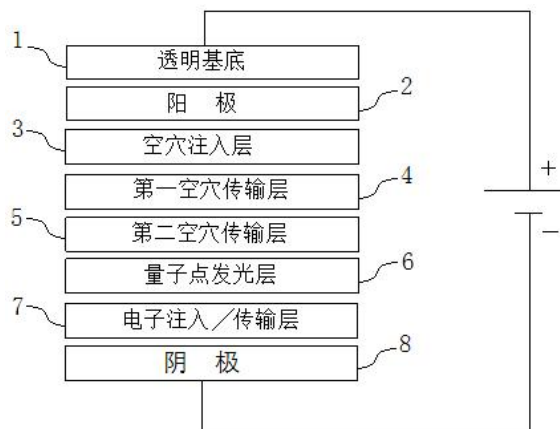 1
透明基底
阳 极
2
3
空穴注入层
第一空穴传输层
4
+
5
第二空穴传输层
−
量子点发光层
6
7
电子注入／传输层
阴 极
8